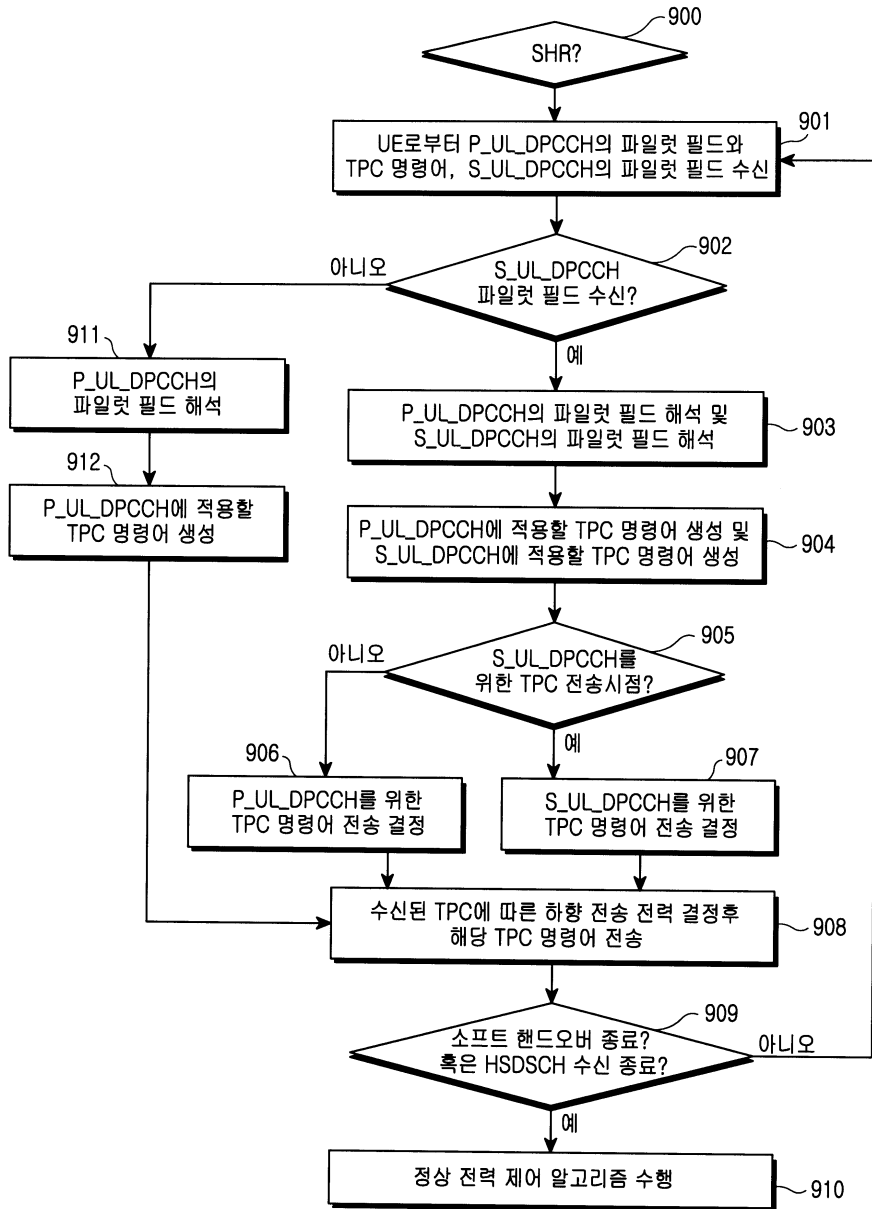 900
SHR?
901
UE로부터 P_UL_DPCCH의 파일럿 필드와
TPC 명령어, S_UL_DPCCH의 파일럿 필드 수신
902
아니오
S_UL_DPCCH
파일럿 필드 수신?
예
911
P_UL_DPCCH의
파일럿 필드 해석
P_UL_DPCCH의 파일럿 필드 해석 및
S_UL_DPCCH의 파일럿 필드 해석
903
912
P_UL_DPCCH에 적용할
TPC 명령어 생성
P_UL_DPCCH에 적용할 TPC 명령어 생성 및
S_UL_DPCCH에 적용할 TPC 명령어 생성
904
905
아니오
S_UL_DPCCH를
위한 TPC 전송시점?
예
906
P_UL_DPCCH를 위한
TPC 명령어 전송 결정
907
S_UL_DPCCH를 위한
TPC 명령어 전송 결정
수신된 TPC에 따른 하향 전송 전력 결정후
해당 TPC 명령어 전송
908
909
소프트 핸드오버 종료?
혹은 HSDSCH 수신 종료?
아니오
예
정상 전력 제어 알고리즘 수행
910